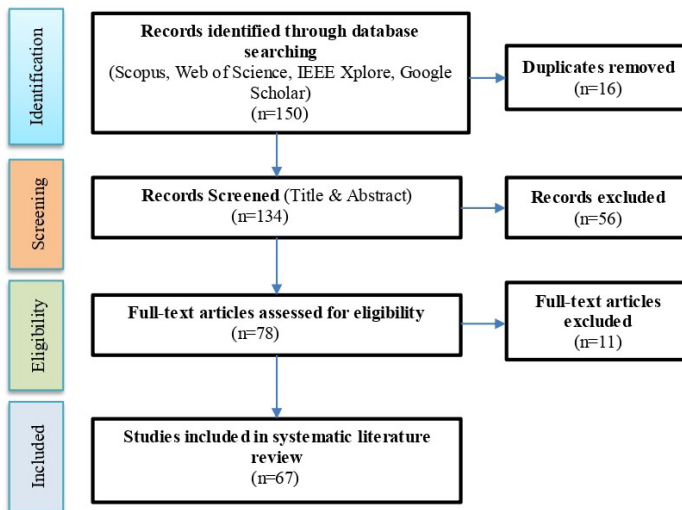 Identification
Records identified through database
searching
(Scopus, Web of Science, IEEE Xplore, Google
Scholar)
(n=150)
Duplicates removed
(n=16)
Screening
Records Screened (Title & Abstract)
(n=134)
Records excluded
(n=56)
Eligibility
Full-text articles assessed for eligibility
(n=78)
Full-text articles
excluded
(n=11)
Included
Studies included in systematic literature
review
(n=67)